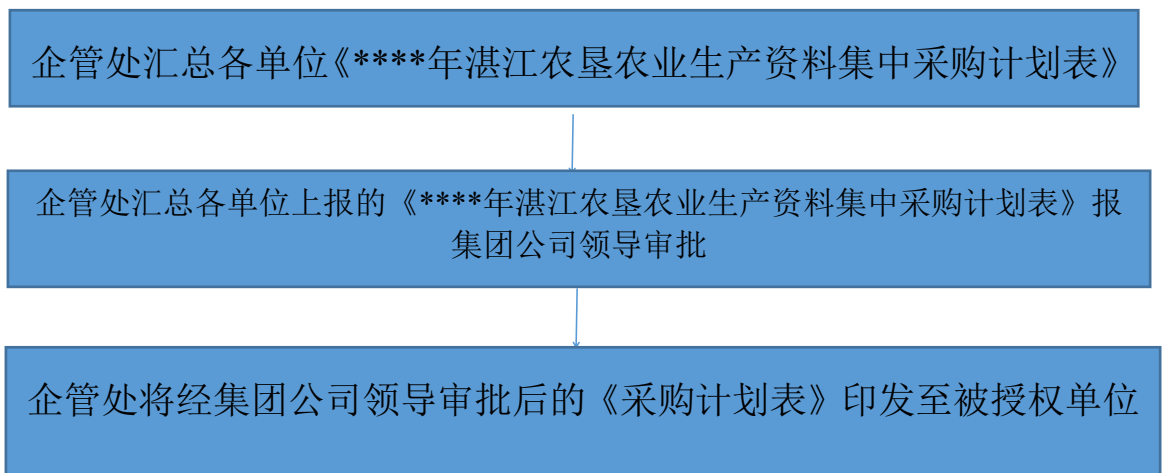 企管处汇总各单位《****年湛江农垦农业生产资料集中采购计划表》
企管处汇总各单位上报的《****年湛江农垦农业生产资料集中采购计划表》报
集团公司领导审批
企管处将经集团公司领导审批后的《采购计划表》印发至被授权单位